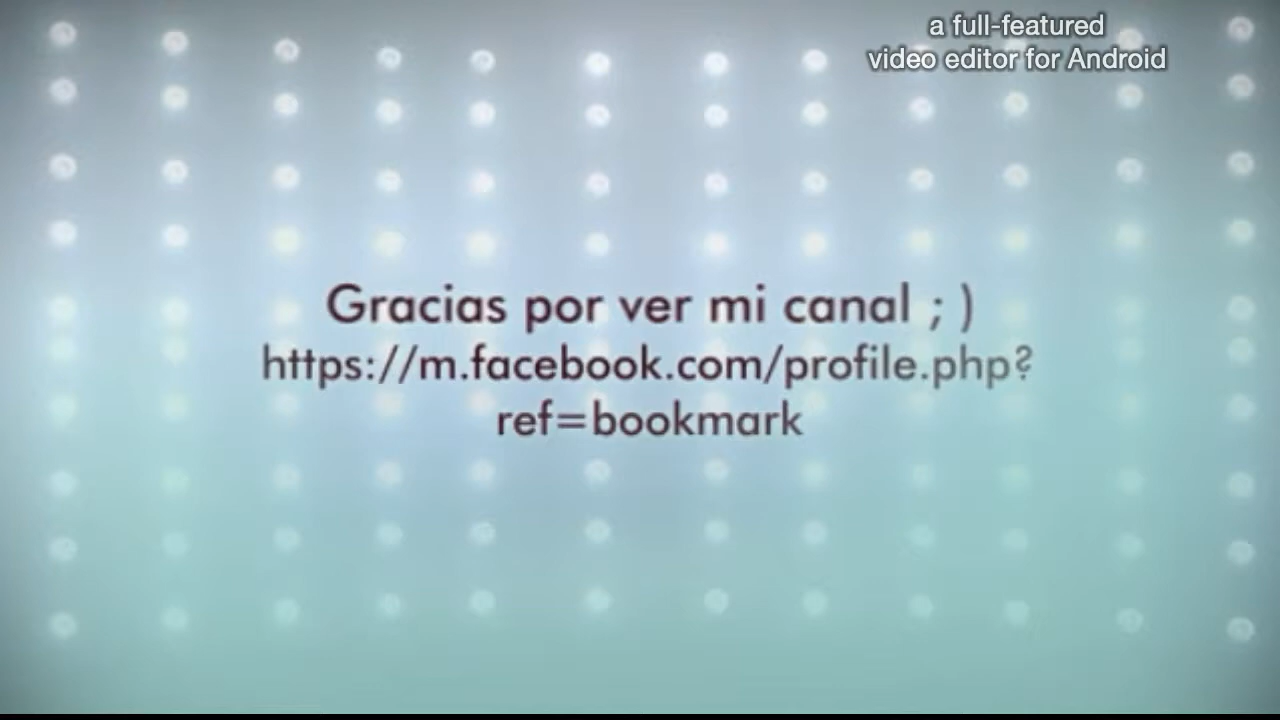 a full-featured
video editor for Android
Gracias por ver mi canal ; )
https://m.facebook.com/profile.php?
ref=bookmark